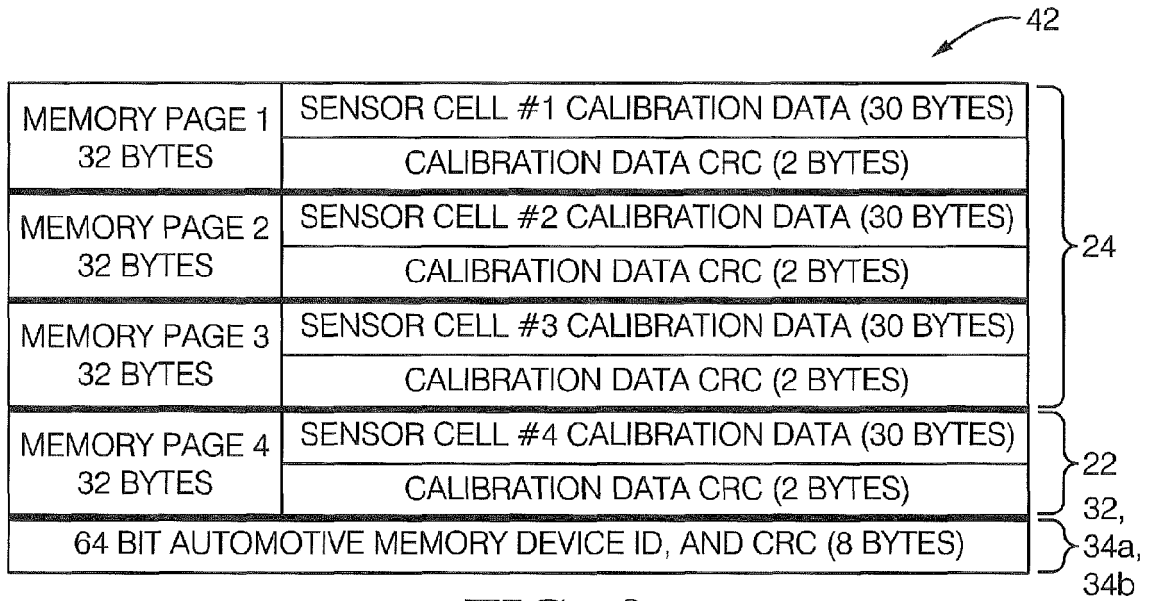 42
MEMORY PAGE 1
32 BYTES
SENSOR CELL #1 CALIBRATION DATA (30 BYTES)
CALIBRATION DATA CRC (2 BYTES)
MEMORY PAGE 2
32 BYTES
SENSOR CELL #2 CALIBRATION DATA (30 BYTES)
CALIBRATION DATA CRC (2 BYTES)
24
MEMORY PAGE 3
32 BYTES
SENSOR CELL #3 CALIBRATION DATA (30 BYTES)
CALIBRATION DATA CRC (2 BYTES)
MEMORY PAGE 4
32 BYTES
SENSOR CELL #4 CALIBRATION DATA (30 BYTES)
CALIBRATION DATA CRC (2 BYTES)
22
64 BIT AUTOMOTIVE MEMORY DEVICE ID, AND CRC (8 BYTES)
32,
34a,
34b